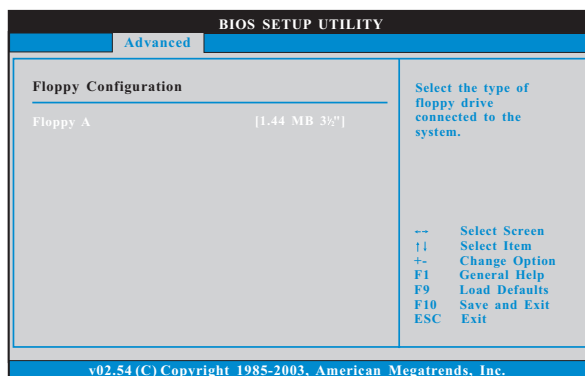 BIOS SETUP UTILITY
Advanced
Floppy Configuration
Floppy A [1.44 MB 3½"]
Select the type of
floppy drive
connected to the
system.
←→ Select Screen
↑↓ Select Item
+- Change Option
F1 General Help
F9 Load Defaults
F10 Save and Exit
ESC Exit
v02.54 (C) Copyright 1985-2003, American Megatrends, Inc.